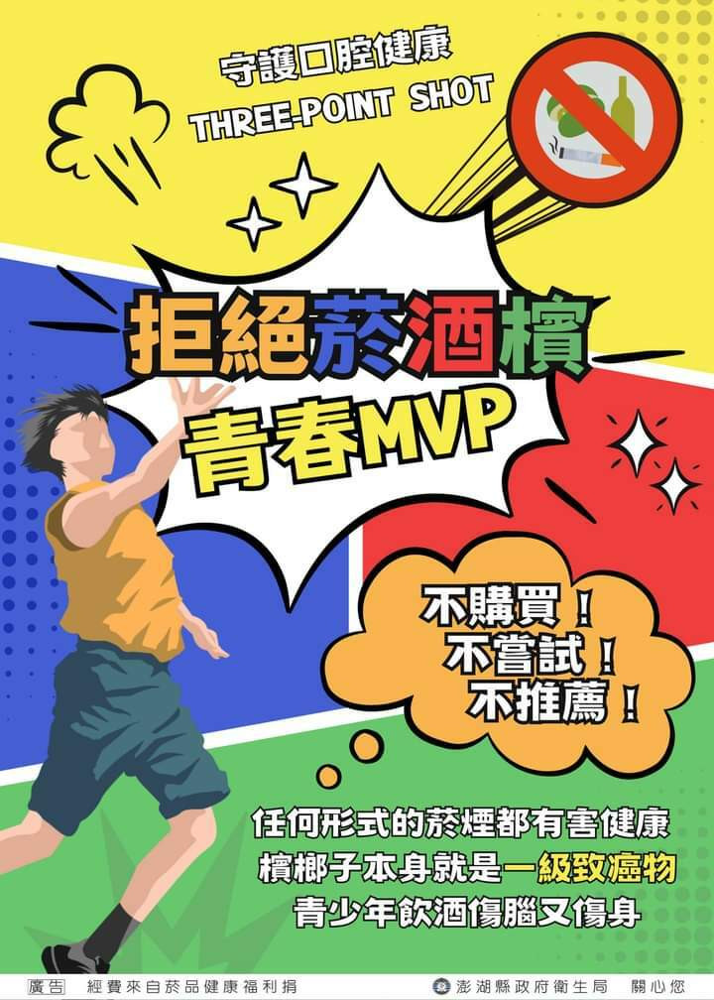 守護口腔健康
THREE-POINT SHOT
拒絕菸酒檳
青春MVP
不購買！
不嘗試！
不推薦！
任何形式的菸煙都有害健康
檳榔子本身就是一級致癌物
青少年飲酒傷腦又傷身
廣告 經費來自菸品健康福利捐 澎湖縣政府衛生局 關心您